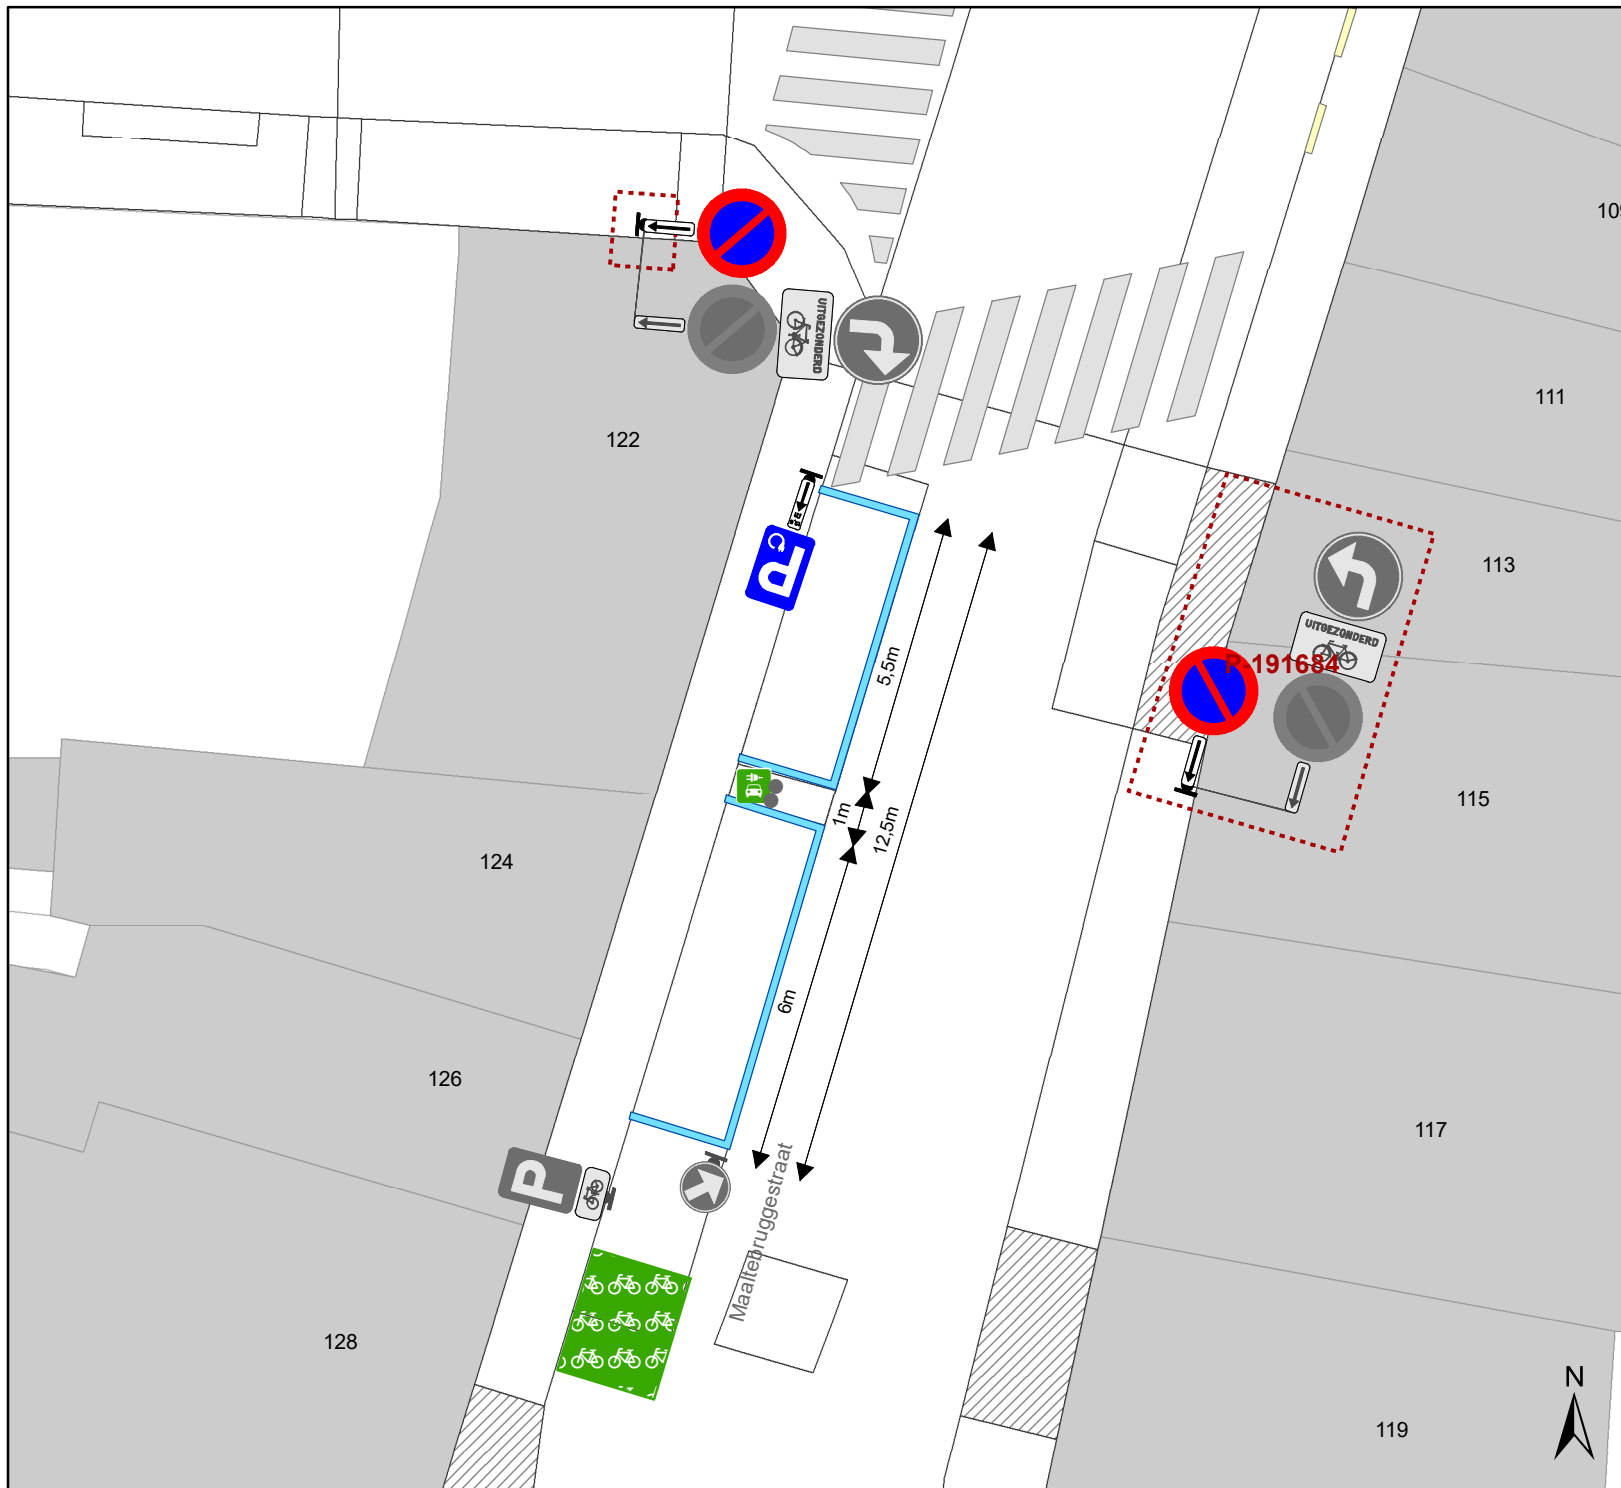 109
111
UITGEZONDERD
122
113
UITGEZONDERD
P
5,5m
P-191684
115
1m
12,5m
124
6m
126
117
P
Maaltebruggestraat
128
N
119